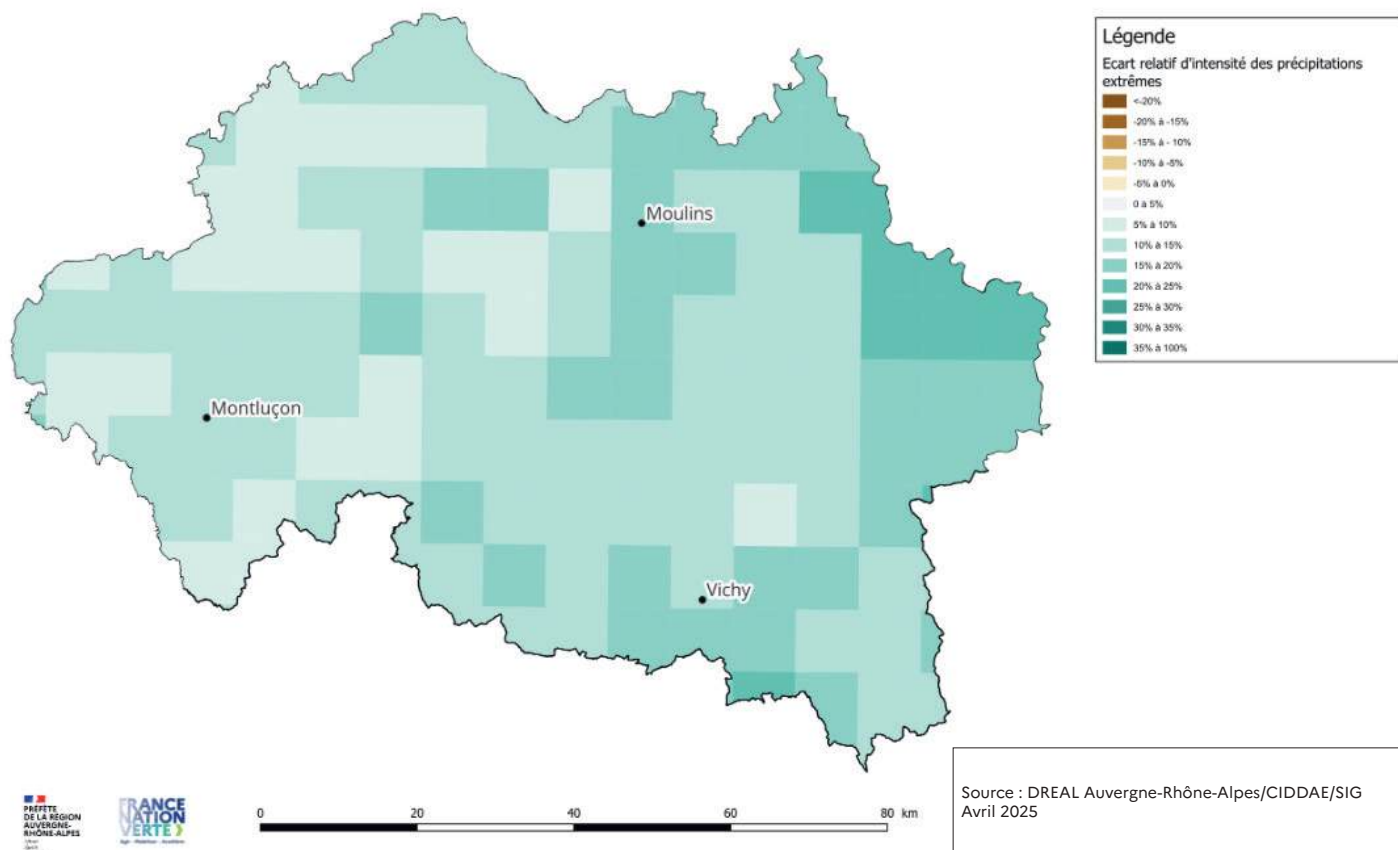 Légende
Ecart relatif d'intensité des précipitations
extrêmes
<-20%
-20% à -15%
-15% à - 10%
-10% à -5%
-5% à 0%
0 à 5%
5% à 10%
10% à 15%
15% à 20%
20% à 25%
25% à 30%
30% à 35%
35% à 100%
Moulins
Montluçon
Vichy
PRÉFÈTE
DE LA RÉGION
AUVERGNE-
RHÔNE-ALPES
FRANCE
NATION
VERTE
0 20 40 60 80 km
Source : DREAL Auvergne-Rhône-Alpes/CIDDAE/SIG
Avril 2025